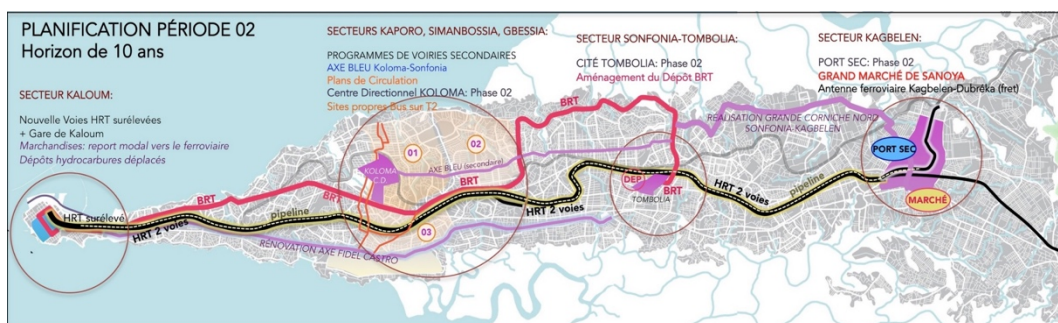 PLANIFICATION PÉRIODE 02
Horizon de 10 ans
SECTEUR KALOUM:
Nouvelle Voies HRT surélevées
+ Gare de Kaloum
Marchandises: report modal vers le ferroviaire
Dépôts hydrocarbures déplacés
SECTEURS KAPORO, SIMANBOSSIA, GBESSIA:
PROGRAMMES DE VOIRIES SECONDAIRES
AXE BLEU Koloma-Sonfonia
Plans de Circulation
Centre Directionnel KOLOMA: Phase 02
Sites propres Bus sur T2
SECTEUR SONFONIA-TOMBOLIA:
CITÉ TOMBOLIA: Phase 02
Aménagement du Dépôt BRT
SECTEUR KAGBELEN:
PORT SEC: Phase 02
GRAND MARCHÉ DE SANOYA
Antenne ferroviaire Kagbelen-Dubréka (fret)
BRT
RÉALISATION GRANDE CORNICHE NORD
SONFONIA KAGBELEN
01
02
PORT SEC
KOLOMA
C.D.
AXE BLEU (secondaire)
BRT
DEP
BRT
TOMBOLIA
BRT
BRT
pipeline
MARCHÉ
HRT surélevé
HRT 2 voies
pipeline
HRT 2 voies
HRT 2 voies
03
RÉNOVATION AXE FIDEL CASTRO